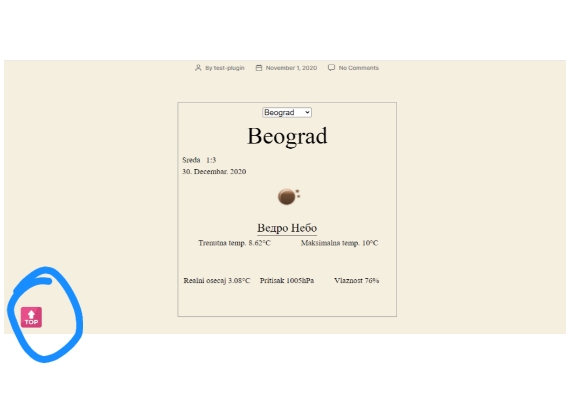 By test-plugin November 1, 2020 No Comments
Beograd
Beograd
Sreda 1:3
30. Decembar. 2020
Ведро Небо
Trenutna temp. 8.62°C Maksimalna temp. 10°C
Realni osecaj 3.08°C Pritisak 1005hPa Vlaznost 76%
TOP